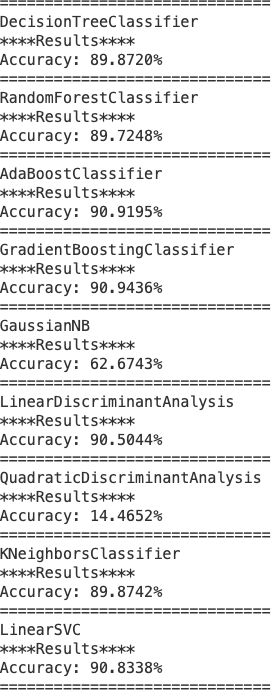 ==============================
DecisionTreeClassifier
****Results****
Accuracy: 89.8720%
==============================
RandomForestClassifier
****Results****
Accuracy: 89.7248%
==============================
AdaBoostClassifier
****Results****
Accuracy: 90.9195%
==============================
GradientBoostingClassifier
****Results****
Accuracy: 90.9436%
==============================
GaussianNB
****Results****
Accuracy: 62.6743%
==============================
LinearDiscriminantAnalysis
****Results****
Accuracy: 90.5044%
==============================
QuadraticDiscriminantAnalysis
****Results****
Accuracy: 14.4652%
==============================
KNeighborsClassifier
****Results****
Accuracy: 89.8742%
==============================
LinearSVC
****Results****
Accuracy: 90.8338%
==============================